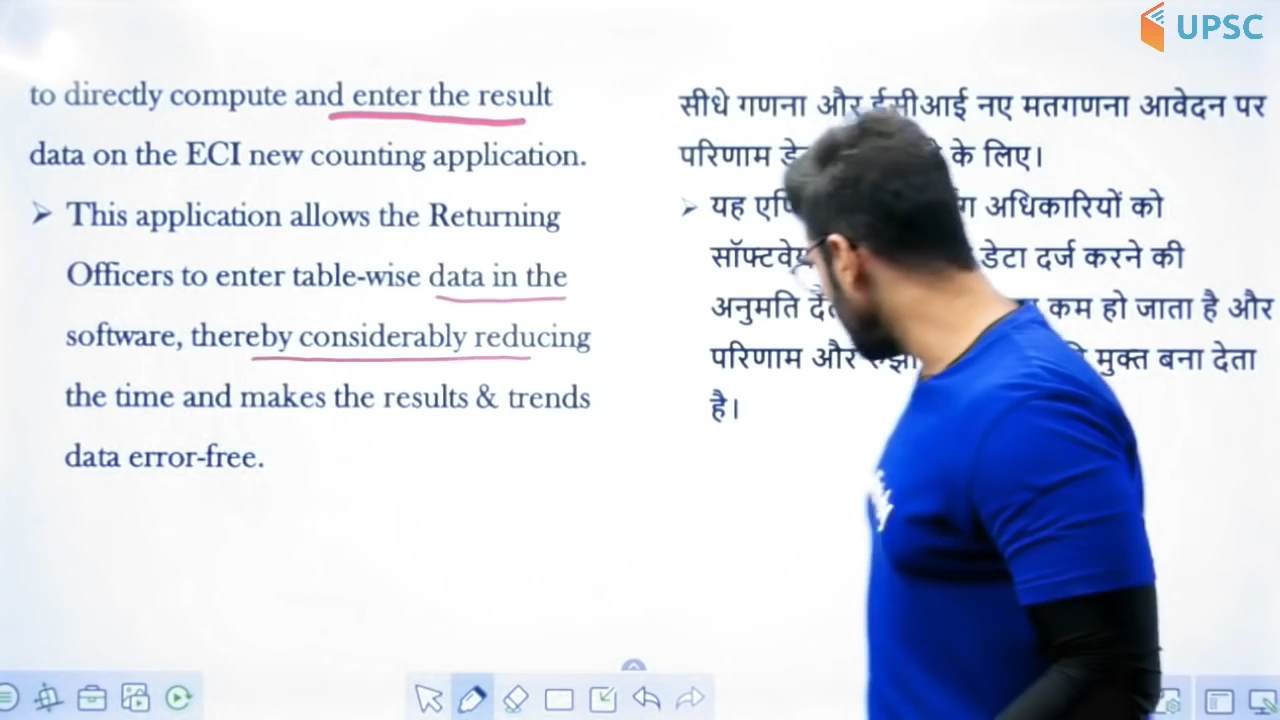 UPSC
to directly compute and enter the result
data on the ECI new counting application.
➤ This application allows the Returning
Officers to enter table-wise data in the
software, thereby considerably reducing
the time and makes the results & trends
data error-free.
सीधे गणना और ईसीआई नए मतगणना आवेदन पर
परिणाम के लिए।
➤ यह अधिकारियों को
डेटा दर्ज करने की
अनुमति कम हो जाता है और
परिणाम और मुक्त बना देता
है।